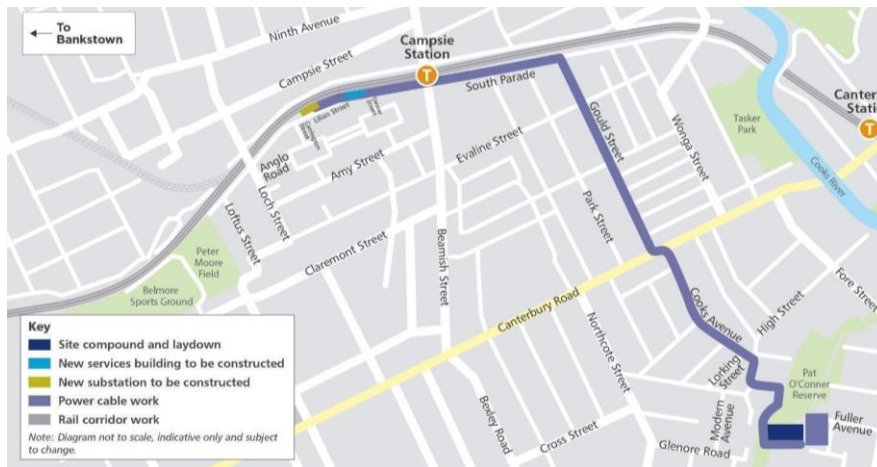 To
Bankstown
Ninth Avenue
Campsie Street
Campsie
Station
T
South Parade
Lilian Street
Anglo
Road
Amy Street
Evaline Street
Gould Street
Wonga Street
Tasker
Park
Cooks River
T
Loch Street
Loftus Street
Claremont Street
Beamish Street
Park Street
Peter
Moore
Field
Belmore
Sports Ground
Canterbury Road
Cooks Avenue
High Street
Fore Street
Northcote Street
Lorking
Street
Pat
O'Conner
Reserve
Modern
Avenue
Fuller
Avenue
Bexley Road
Cross Street
Glenore Road
Key
Site compound and laydown
New services building to be constructed
New substation to be constructed
Power cable work
Rail corridor work
Note: Diagram not to scale, indicative only and subject
to change.